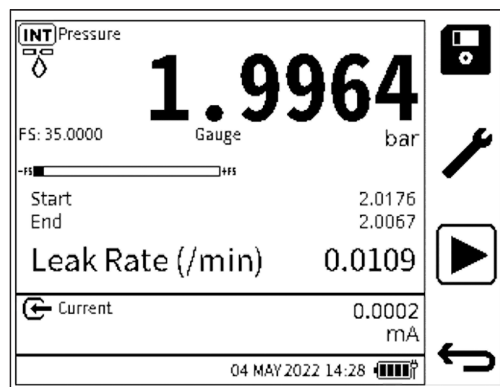 INT Pressure
1.9964
FS: 35.0000 Gauge bar
-FS +FS
Start 2.0176
End 2.0067
Leak Rate (/min) 0.0109
Current 0.0002
mA
04 MAY 2022 14:28